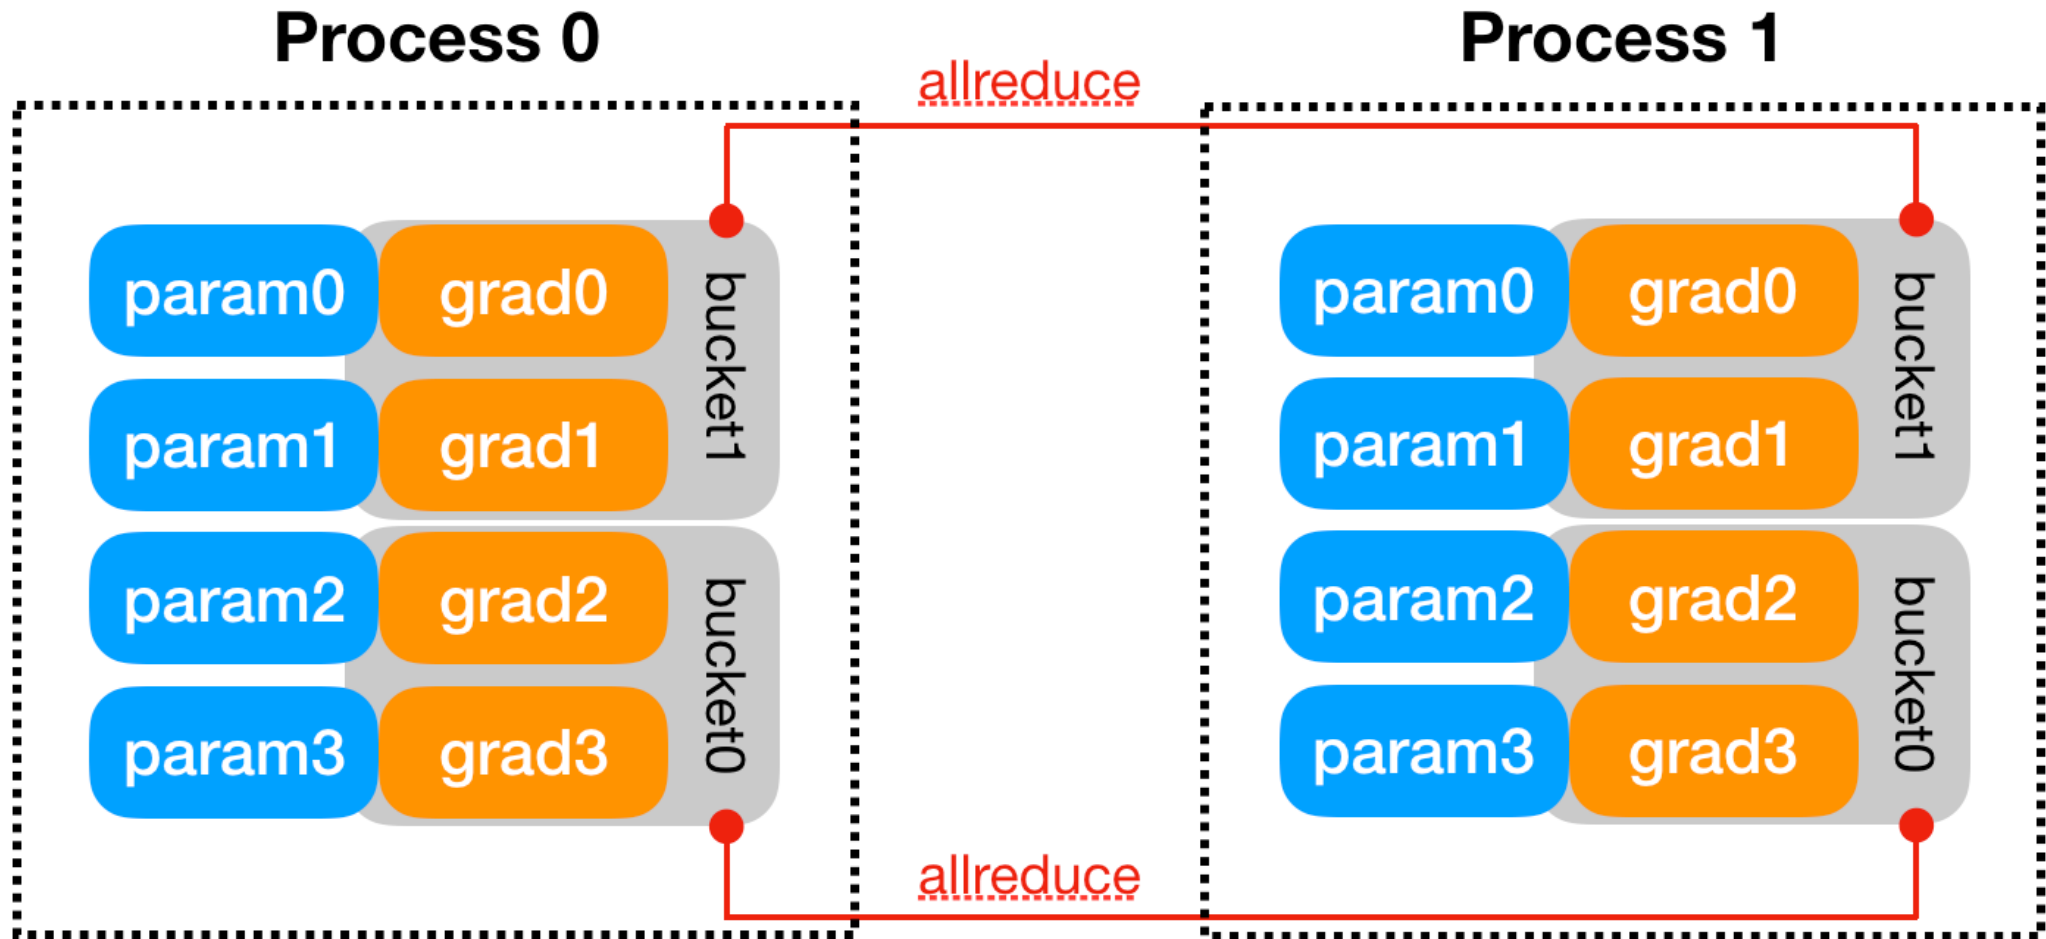 Process 0
Process 1
allreduce
param0 grad0
param1 grad1
bucket1
param2 grad2
param3 grad3
bucket0
param0 grad0
param1 grad1
bucket1
param2 grad2
param3 grad3
bucket0
allreduce